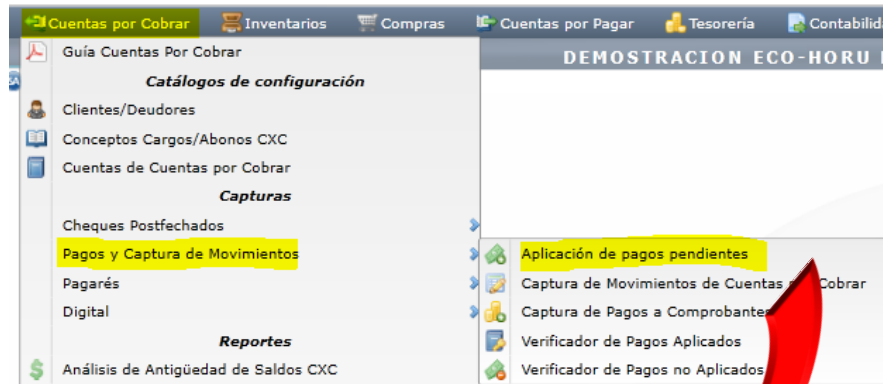 Cuentas por Cobrar Inventarios Compras Cuentas por Pagar Tesorería
Guía Cuentas Por Cobrar
DEMOSTRACION ECO-HORU
Catálogos de configuración
Clientes/Deudores
Conceptos Cargos/Abonos CXC
Cuentas de Cuentas por Cobrar
Capturas
Cheques Postfechados
Pagos y Captura de Movimientos
Aplicación de pagos pendientes
Pagarés
Captura de Movimientos de Cuentas Cobrar
Digital
Captura de Pagos a Comprobantes
Reportes
Verificador de Pagos Aplicados
Análisis de Antigüedad de Saldos CXC
Verificador de Pagos no Aplicados